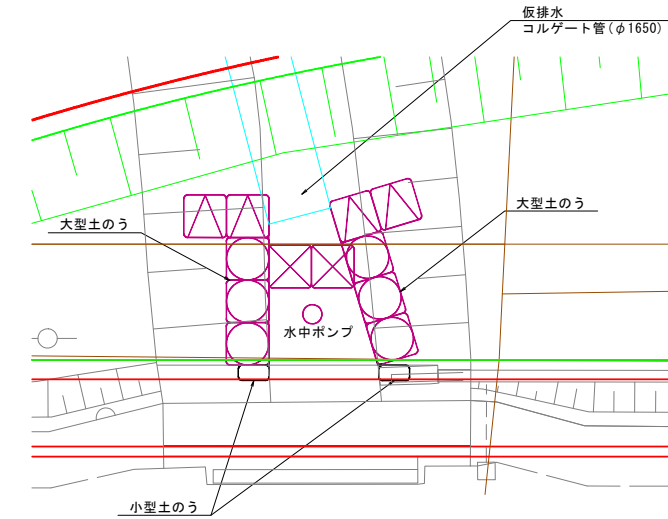 仮排水
コルゲート管(φ1650)
大型土のう
大型土のう
水中ポンプ
小型土のう